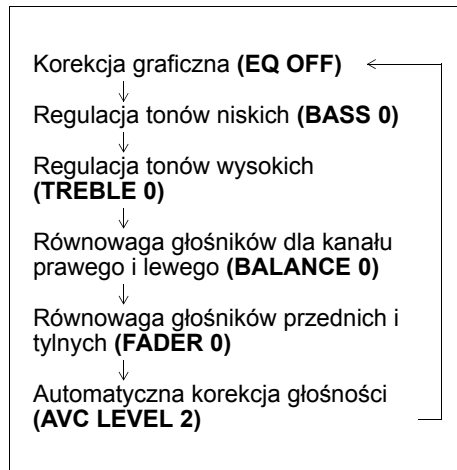 Korekcja graficzna (EQ OFF)
Regulacja tonów niskich (BASS 0)
Regulacja tonów wysokich
(TREBLE 0)
Równowaga głośników dla kanału
prawego i lewego (BALANCE 0)
Równowaga głośników przednich i
tylnych (FADER 0)
Automatyczna korekcja głośności
(AVC LEVEL 2)